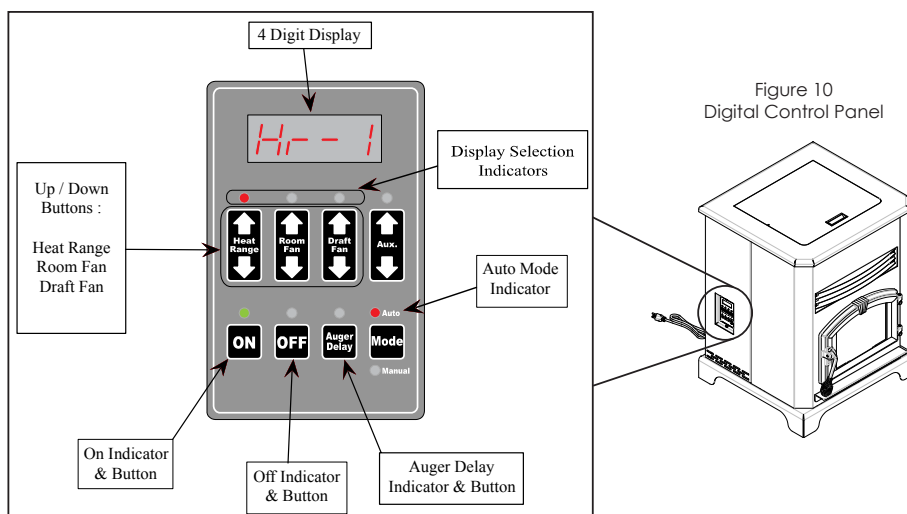 4 Digit Display
Figure 10
Digital Control Panel
Hr--1
Display Selection
Indicators
Up / Down
Buttons :
Heat Range
Room Fan
Draft Fan
Heat
Range
Room
Fan
Draft
Fan
Aux.
Auto Mode
Indicator
Auto
ON
OFF
Auger
Delay
Mode
Manual
On Indicator
& Button
Off Indicator
& Button
Auger Delay
Indicator & Button